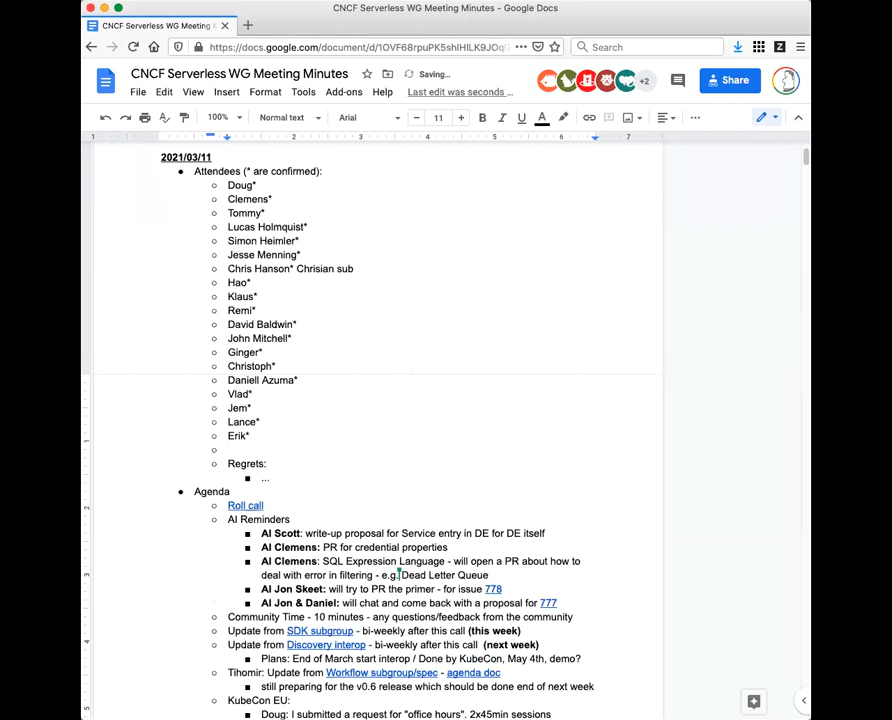 CNCF Serverless WG Meeting Minutes - Google Docs
CNCF Serverless WG Meeting
https://docs.google.com/document/d/1OVF68rpuPK5shIHILK9JOqI
Search
CNCF Serverless WG Meeting Minutes
Saving…
File Edit View Insert Format Tools Add-ons Help Last edit was seconds …
+2
Share
100% Normal text Arial 11 B I U A
1 2 3 4 5 6 7
2021/03/11
Attendees (* are confirmed):
Doug*
Clemens*
Tommy*
Lucas Holmquist*
Simon Heimler*
Jesse Menning*
Chris Hanson* Chrisian sub
Hao*
Klaus*
Remi*
David Baldwin*
John Mitchell*
Ginger*
Christoph*
Daniell Azuma*
Vlad*
Jem*
Lance*
Erik*
Regrets:
...
Agenda
Roll call
AI Reminders
AI Scott: write-up proposal for Service entry in DE for DE itself
AI Clemens: PR for credential properties
AI Clemens: SQL Expression Language - will open a PR about how to
deal with error in filtering - e.g. Dead Letter Queue
AI Jon Skeet: will try to PR the primer - for issue 778
AI Jon & Daniel: will chat and come back with a proposal for 777
Community Time - 10 minutes - any questions/feedback from the community
Update from SDK subgroup - bi-weekly after this call (this week)
Update from Discovery interop - bi-weekly after this call (next week)
Plans: End of March start interop / Done by KubeCon, May 4th, demo?
Tihomir: Update from Workflow subgroup/spec - agenda doc
still preparing for the v0.6 release which should be done end of next week
KubeCon EU:
Doug: I submitted a request for "office hours". 2x45min sessions